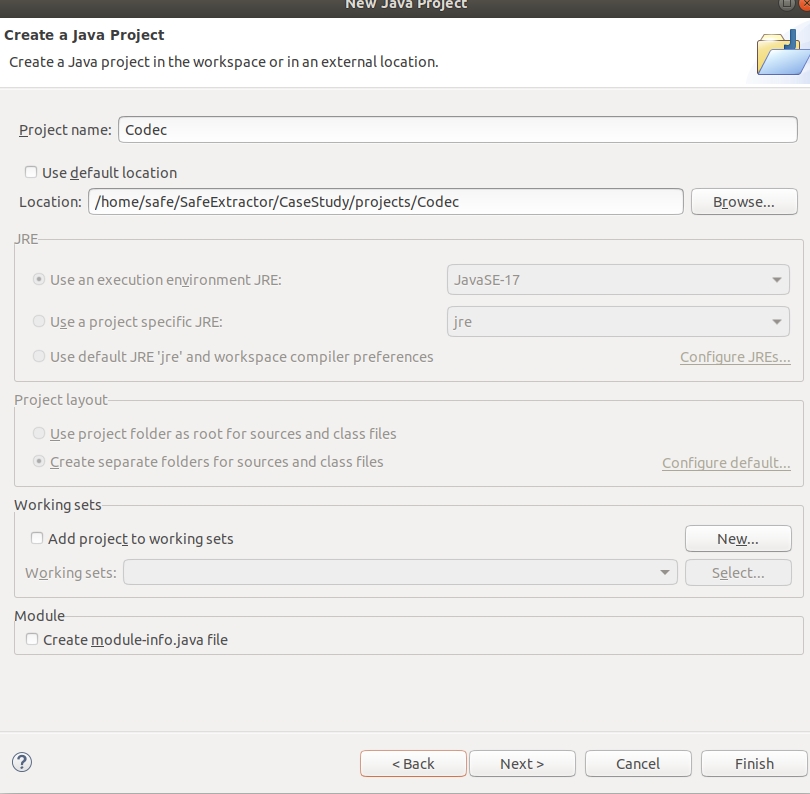 New Java Project
Create a Java Project
Create a Java project in the workspace or in an external location.
Project name: Codec
Use default location
Location: /home/safe/SafeExtractor/CaseStudy/projects/Codec Browse...
JRE
Use an execution environment JRE: JavaSE-17
Use a project specific JRE: jre
Use default JRE 'jre' and workspace compiler preferences Configure JREs...
Project layout
Use project folder as root for sources and class files
Create separate folders for sources and class files Configure default...
Working sets
Add project to working sets New...
Working sets: Select...
Module
Create module-info.java file
? < Back Next > Cancel Finish